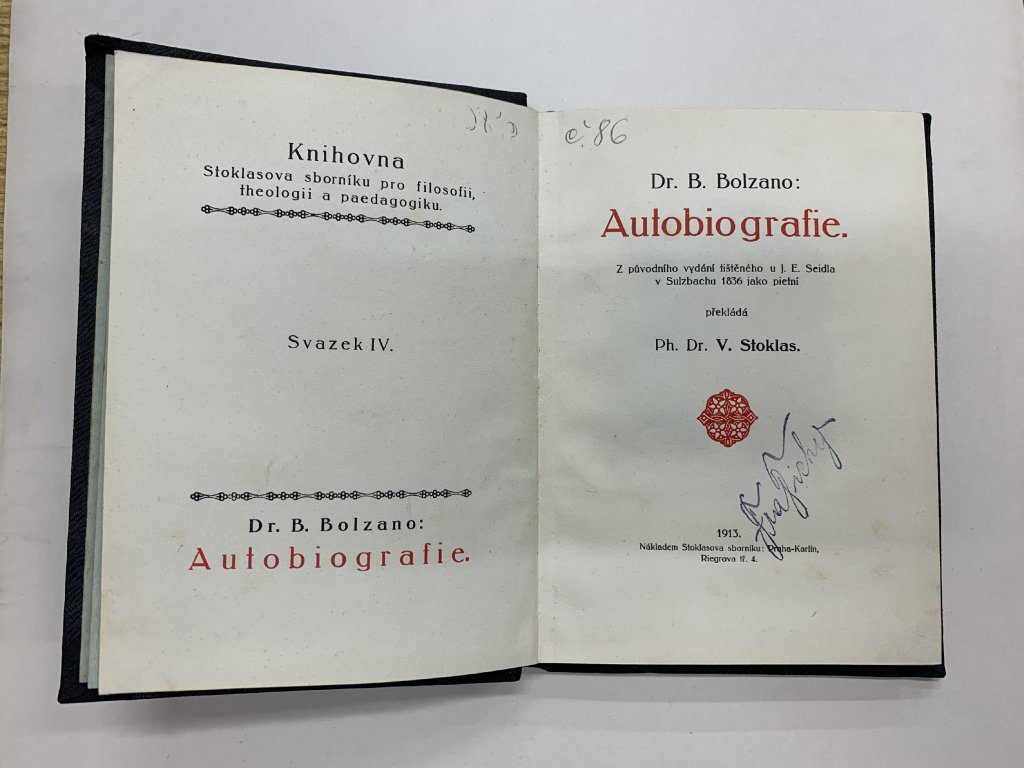 Knihovna
Stoklasova sborníku pro filosofii,
theologii a paedagogiku.
Svazek IV.
Dr. B. Bolzano:
Autobiografie.
č. 86
Dr. B. Bolzano:
Autobiografie.
Z původního vydání tištěného u J. E. Seidla
v Sulzbachu 1836 jako pietní
překládá
Ph. Dr. V. Stoklas.
1913.
Nákladem Stoklasova sborníku: Praha-Karlín,
Riegrova tř. 4.